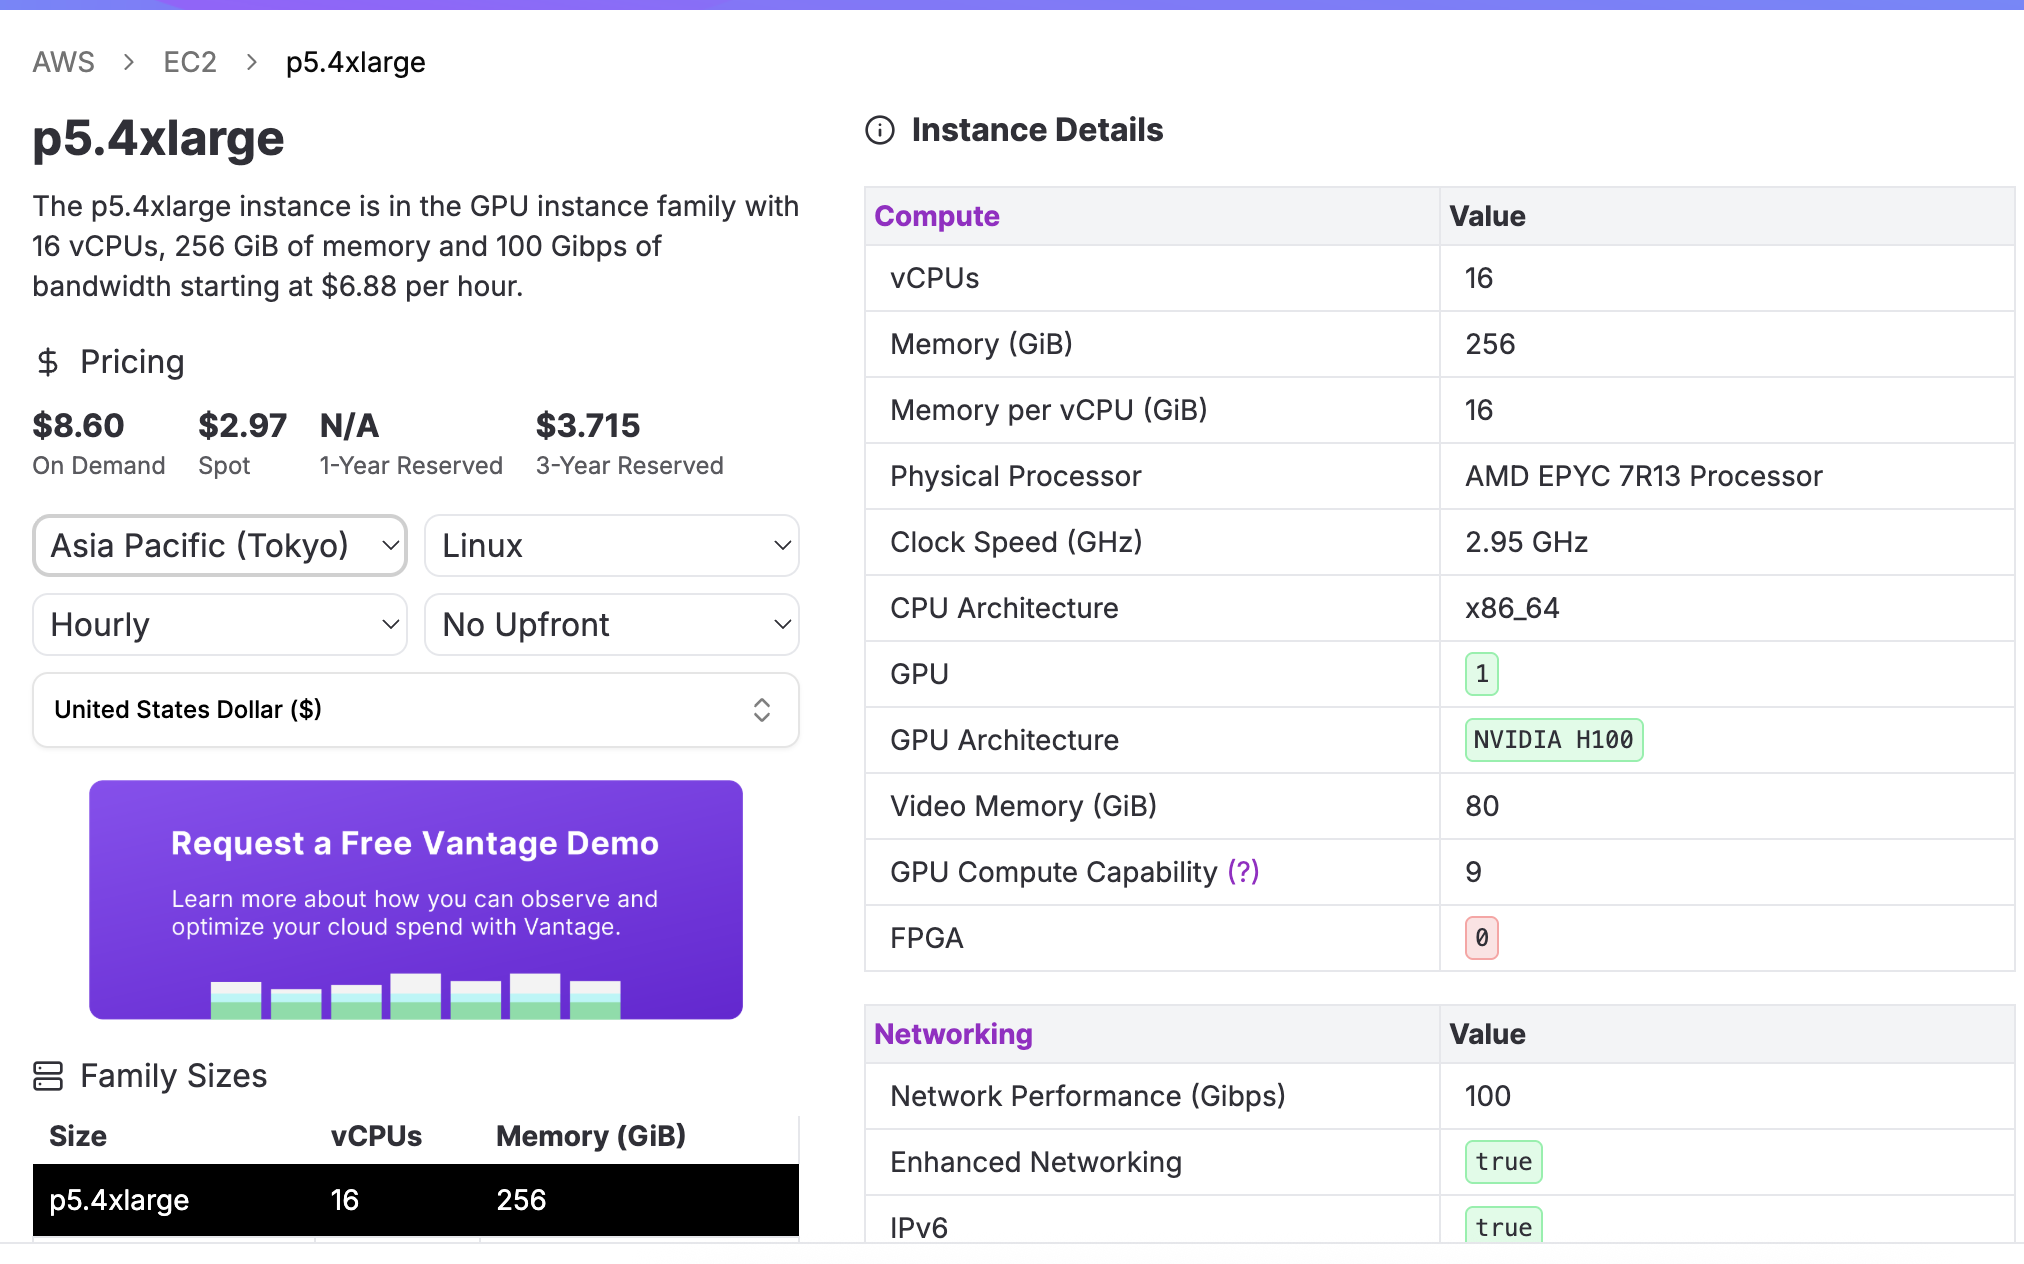 AWS > EC2 > p5.4xlarge
p5.4xlarge
The p5.4xlarge instance is in the GPU instance family with
16 vCPUs, 256 GiB of memory and 100 Gibps of
bandwidth starting at $6.88 per hour.
$ Pricing
$8.60 $2.97 N/A $3.715
On Demand Spot 1-Year Reserved 3-Year Reserved
Asia Pacific (Tokyo) Linux
Hourly No Upfront
United States Dollar ($)
Request a Free Vantage Demo
Learn more about how you can observe and
optimize your cloud spend with Vantage.
Family Sizes
Size vCPUs Memory (GiB)
p5.4xlarge 16 256
Instance Details
Compute Value
vCPUs 16
Memory (GiB) 256
Memory per vCPU (GiB) 16
Physical Processor AMD EPYC 7R13 Processor
Clock Speed (GHz) 2.95 GHz
CPU Architecture x86_64
GPU 1
GPU Architecture NVIDIA H100
Video Memory (GiB) 80
GPU Compute Capability (?) 9
FPGA 0
Networking Value
Network Performance (Gibps) 100
Enhanced Networking true
IPv6 true